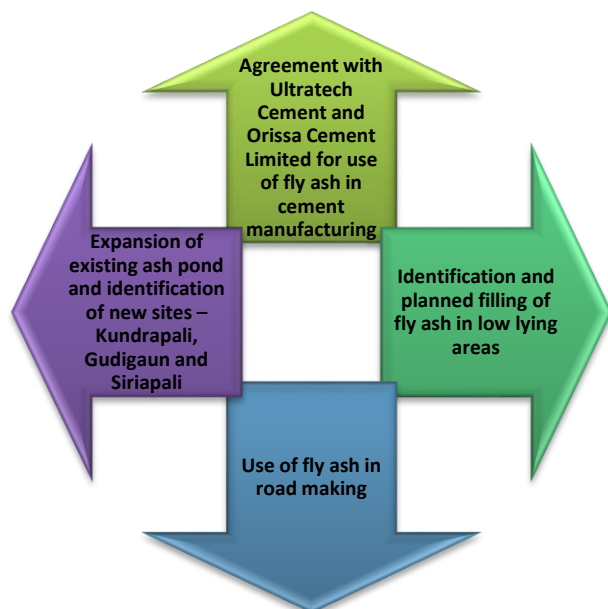 Agreement with
Ultratech
Cement and
Orissa Cement
Limited for use
of fly ash in
cement
manufacturing
Expansion of
existing ash pond
and identification
of new sites –
Kundrapali,
Gudigaun and
Siriapali
Identification and
planned filling of
fly ash in low lying
areas
Use of fly ash in
road making